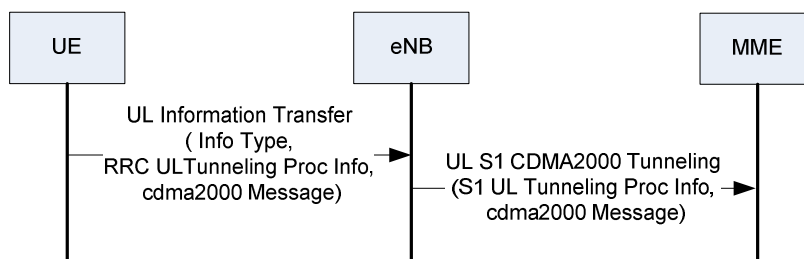 UE
eNB
MME
UL Information Transfer
( Info Type,
RRC ULTunneling Proc Info,
cdma2000 Message)
UL S1 CDMA2000 Tunneling
(S1 UL Tunneling Proc Info,
cdma2000 Message)